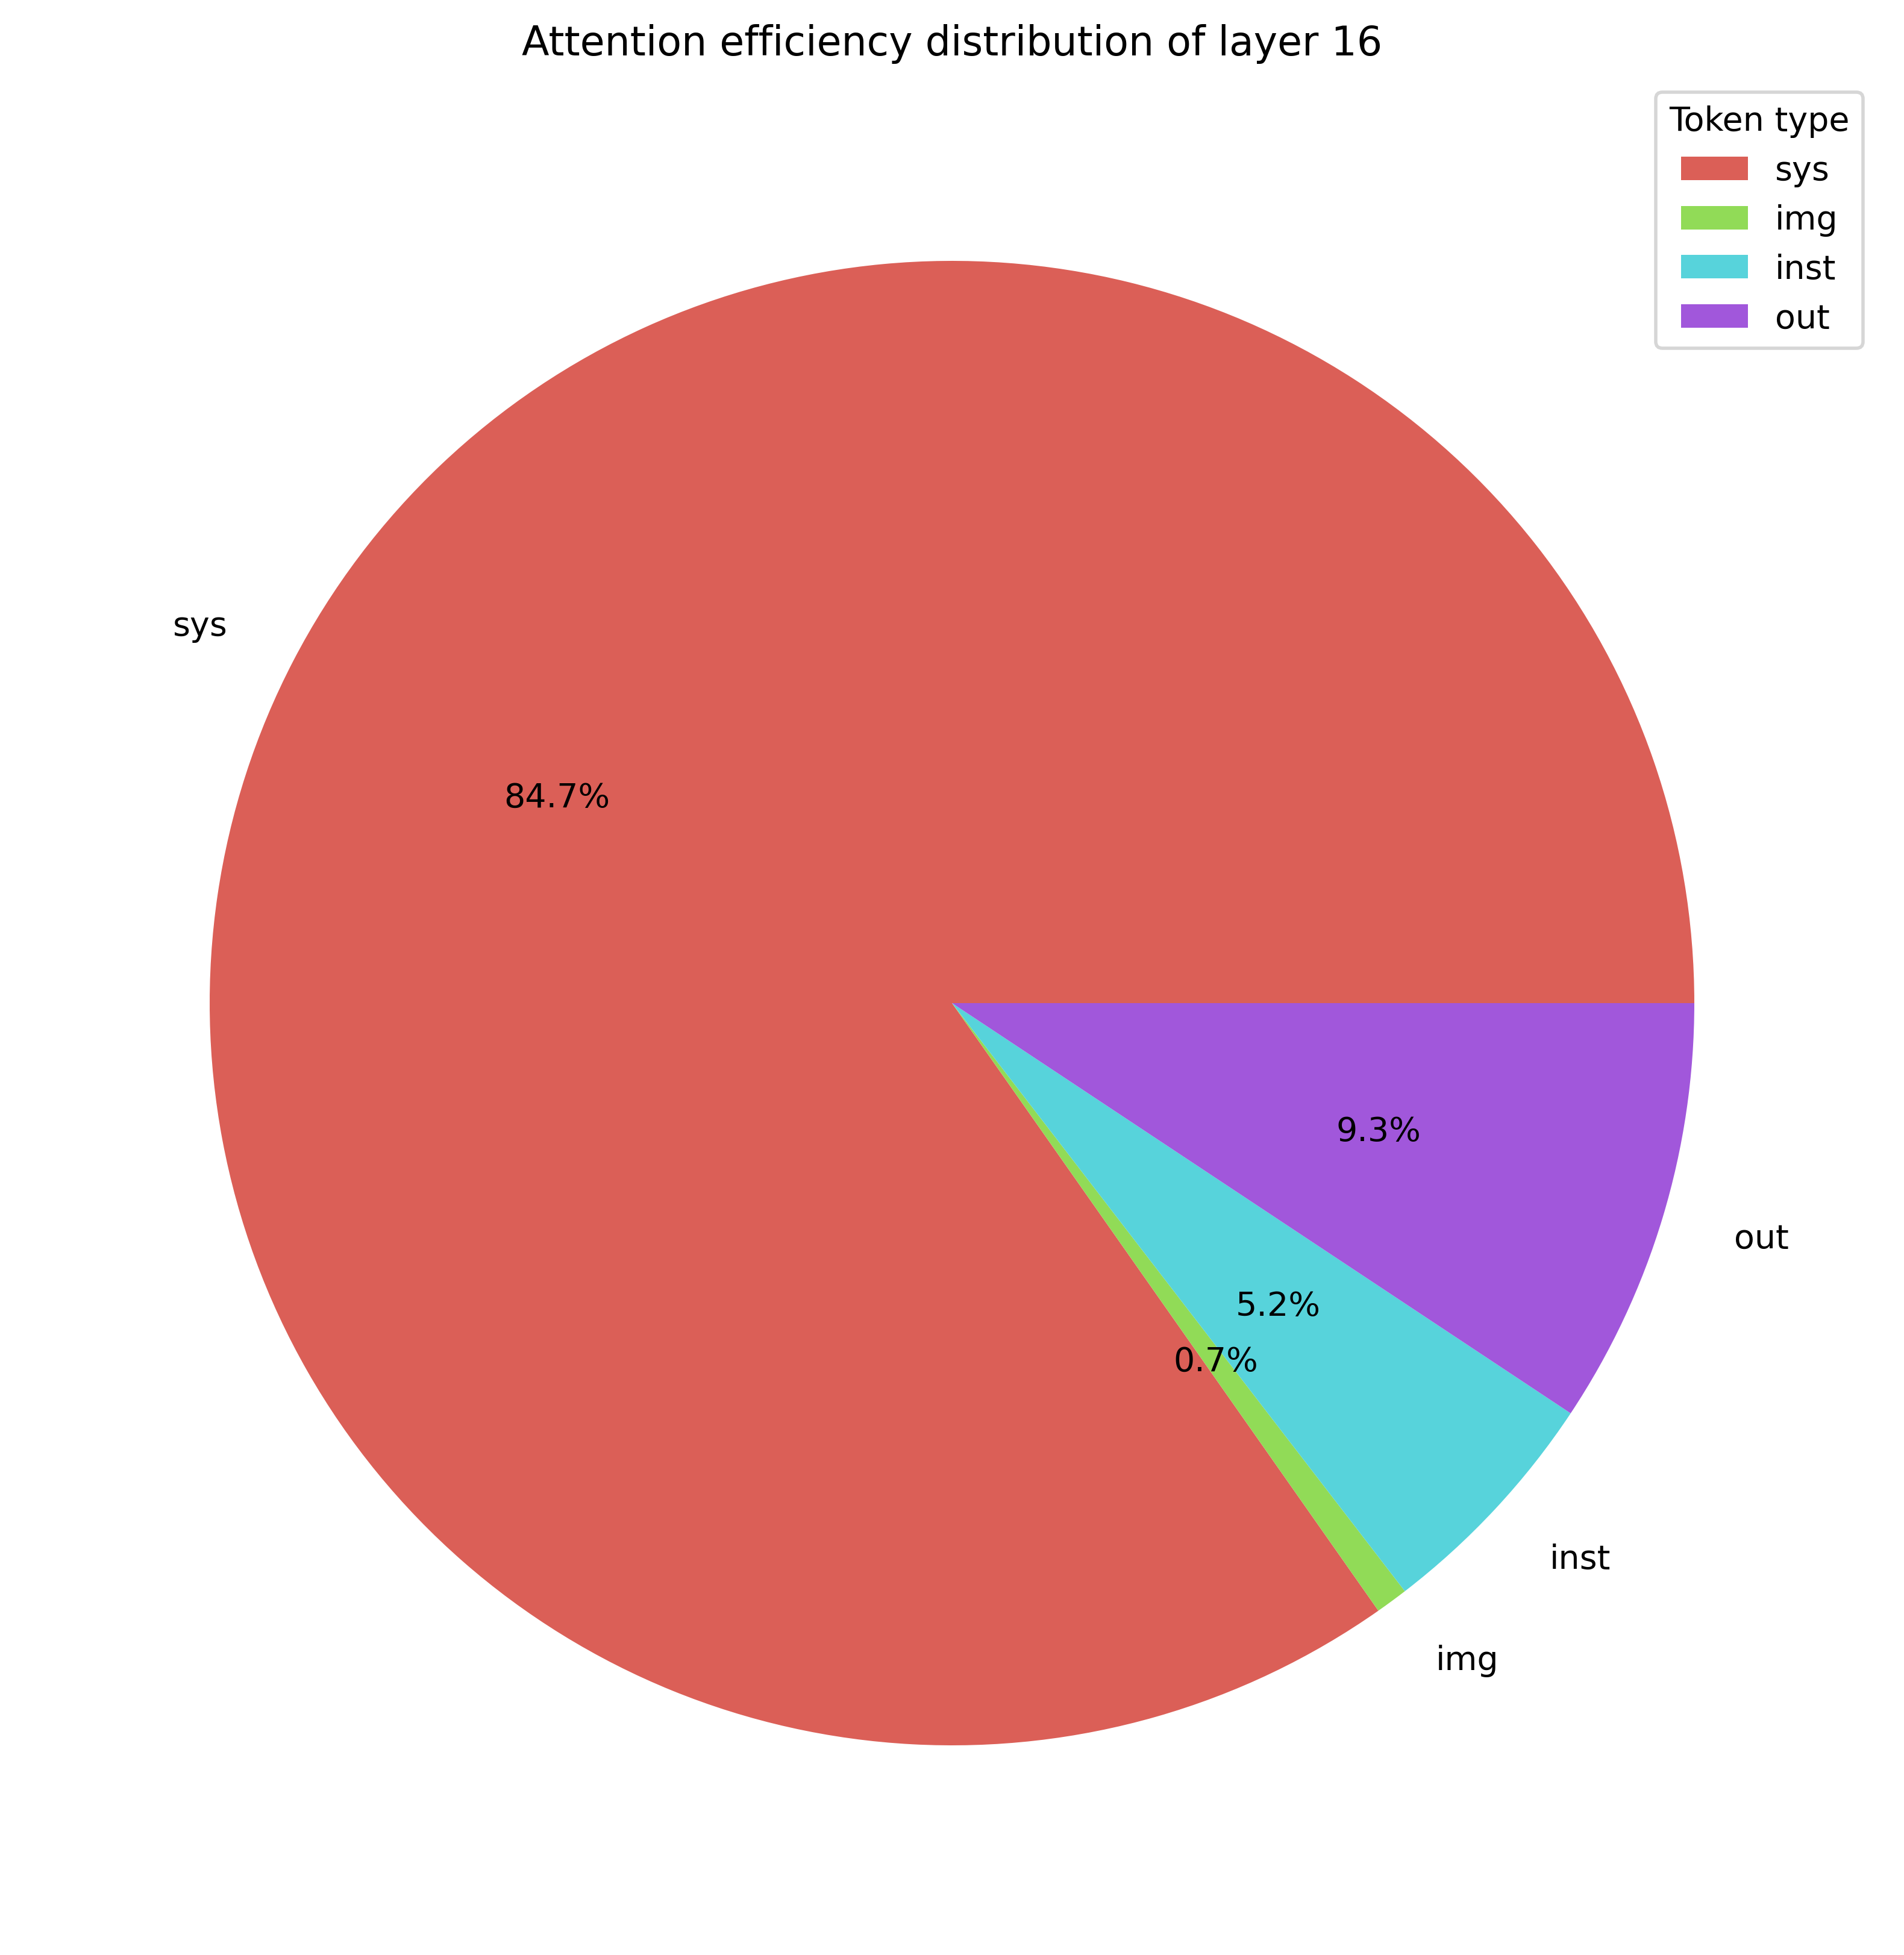 Attention efficiency distribution of layer 16
Token type
sys
img
inst
out
sys
84.7%
9.3%
out
5.2%
0.7%
inst
img